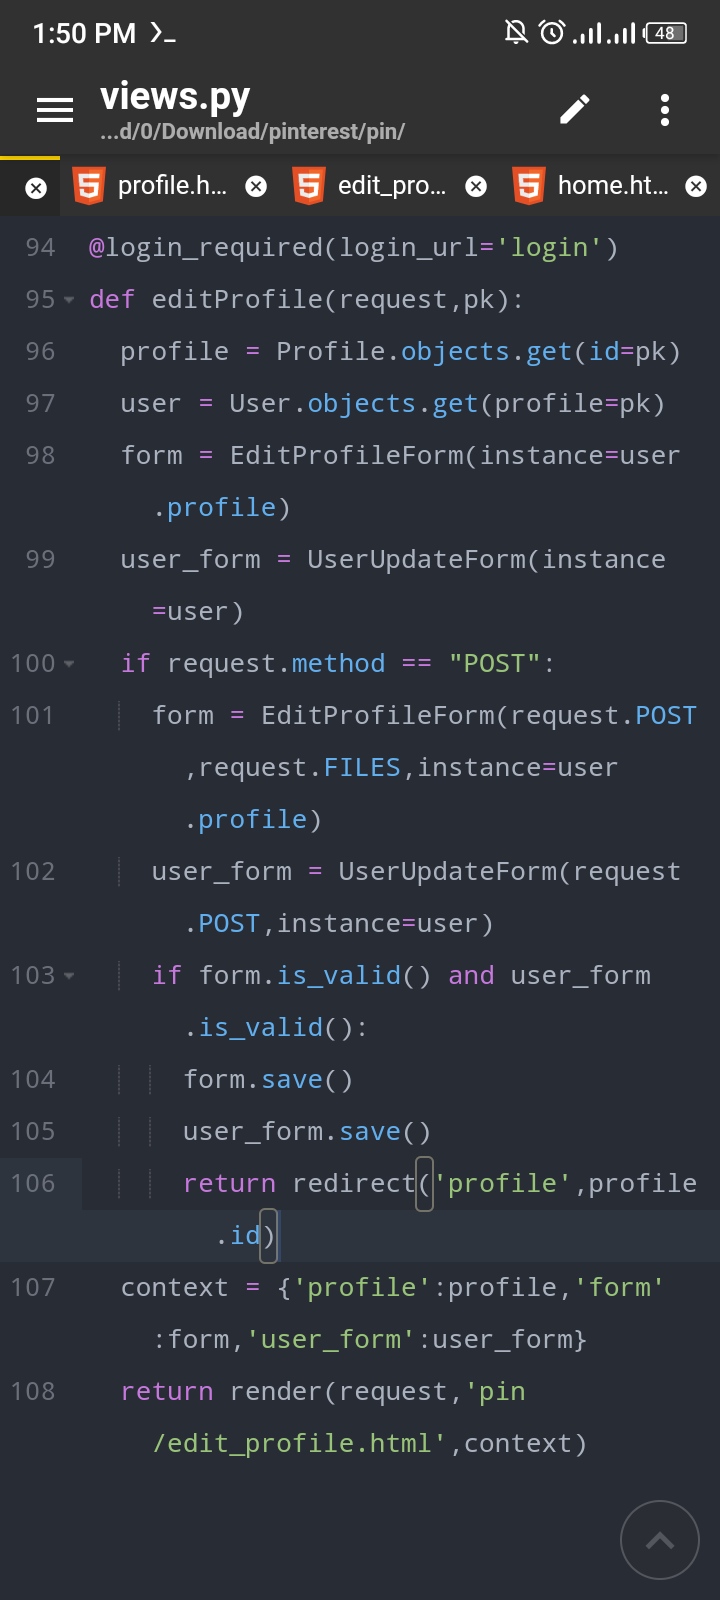 1:50 PM >_
48
views.py
...d/0/Download/pinterest/pin/
profile.h...
edit_pro...
home.ht...
94 @login_required(login_url='login')
95 def editProfile(request,pk):
96 profile = Profile.objects.get(id=pk)
97 user = User.objects.get(profile=pk)
98 form = EditProfileForm(instance=user
.profile)
99 user_form = UserUpdateForm(instance
=user)
100 if request.method == "POST":
101 form = EditProfileForm(request.POST
,request.FILES,instance=user
.profile)
102 user_form = UserUpdateForm(request
.POST,instance=user)
103 if form.is_valid() and user_form
.is_valid():
104 form.save()
105 user_form.save()
106 return redirect('profile',profile
.id)
107 context = {'profile':profile,'form'
:form,'user_form':user_form}
108 return render(request,'pin
/edit_profile.html',context)